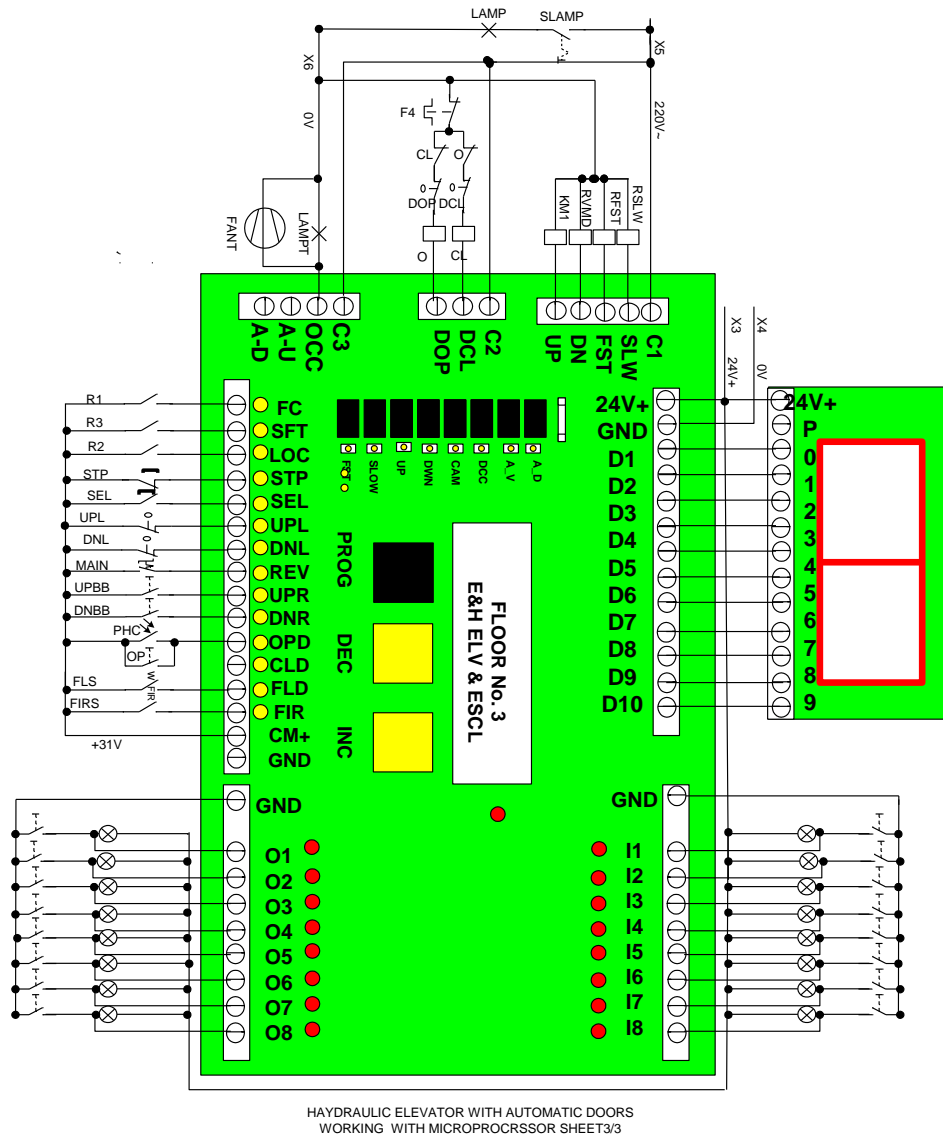 LAMP
SLAMP
X6
X5
0V
220V~
F4
CL
O
DOP
DCL
O
CL
FANT
LAMPT
KM1
RVMD
RFST
RSLW
A-D
A-U
OCC
C3
DOP
DCL
C2
UP
DN
FST
SLW
C1
X3
X4
24V+
0V
R1
R3
R2
STP
SEL
UPL
DNL
MAIN
UPBB
DNBB
PHC
OP
FLS
W FIR
FIRS
+31V
FC
SFT
LOC
STP
SEL
UPL
DNL
REV
UPR
DNR
OPD
CLD
FLD
FIR
CM+
GND
FST
SLOW
UP
DWN
CAM
DCC
A_V
A_D
PROG
DEC
INC
FLOOR No. 3
E&H ELV & ESCL
24V+
GND
D1
D2
D3
D4
D5
D6
D7
D8
D9
D10
24V+
P
0
1
2
3
4
5
6
7
8
9
GND
O1
O2
O3
O4
O5
O6
O7
O8
GND
I1
I2
I3
I4
I5
I6
I7
I8
HAYDRAULIC ELEVATOR WITH AUTOMATIC DOORS
WORKING WITH MICROPROCRSSOR SHEET3/3